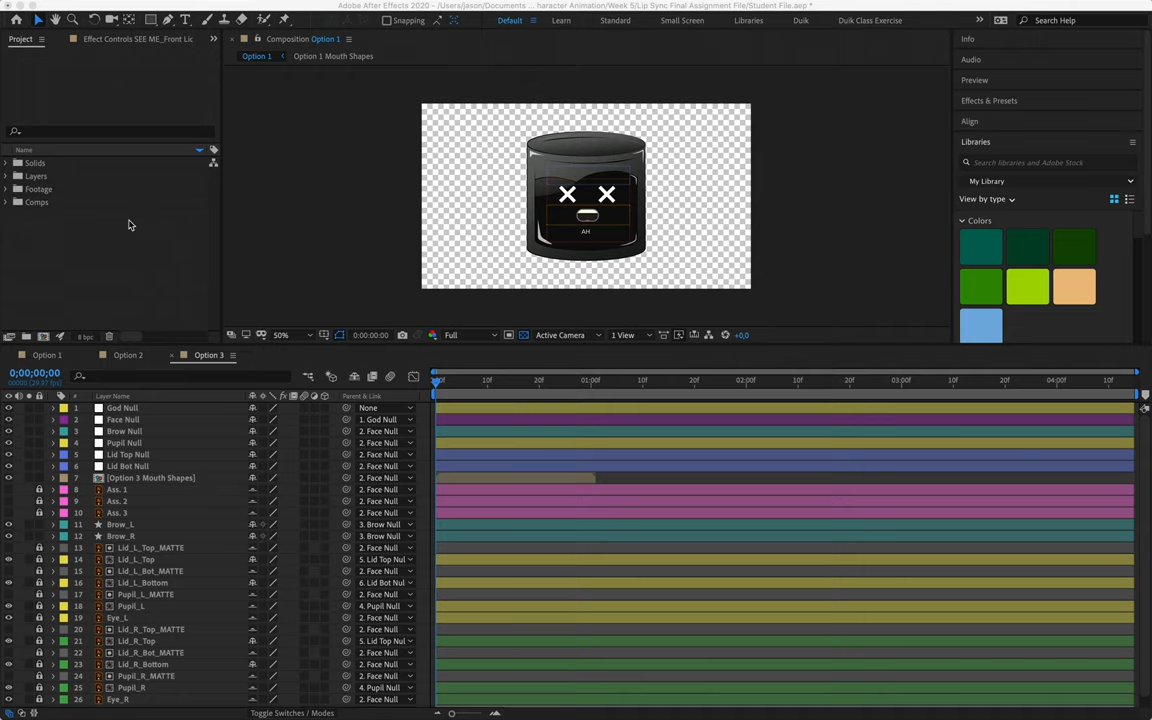 Adobe After Effects 2020 - /Users/jason/Documents ... haracter Animation/Week 5/Lip Sync Final Assignment File/Student File.aep *
Snapping Default Learn Standard Small Screen Libraries Duik Duik Class Exercise Search Help
Project Effect Controls SEE ME_Front Lic Composition Option 1 Info
Option 1 Option 1 Mouth Shapes
Audio
Preview
Effects & Presets
Align
Libraries
Name
Solids
Layers
Footage
Comps
Search libraries and Adobe Stock
My Library
View by type
Colors
AH
8 bpc 50% 0:00:00:00 Full Active Camera 1 View +0,0
Option 1 Option 2 Option 3
0;00;00;00
00000 (29.97 fps)
:00f 10f 20f 01:00f 10f 20f 02:00f 10f 20f 03:00f 10f 20f 04:00f 10f
# Layer Name Parent & Link
1 God Null None
2 Face Null 1. God Null
3 Brow Null 2. Face Null
4 Pupil Null 2. Face Null
5 Lid Top Null 2. Face Null
6 Lid Bot Null 2. Face Null
7 [Option 3 Mouth Shapes] 2. Face Null
8 Ass. 1 2. Face Null
9 Ass. 2 2. Face Null
10 Ass. 3 2. Face Null
11 Brow_L 3. Brow Null
12 Brow_R 3. Brow Null
13 Lid_L_Top_MATTE 2. Face Null
14 Lid_L_Top 5. Lid Top Nul
15 Lid_L_Bot_MATTE 2. Face Null
16 Lid_L_Bottom 6. Lid Bot Nul
17 Pupil_L_MATTE 2. Face Null
18 Pupil_L 4. Pupil Null
19 Eye_L 2. Face Null
20 Lid_R_Top_MATTE 2. Face Null
21 Lid_R_Top 5. Lid Top Nul
22 Lid_R_Bot_MATTE 2. Face Null
23 Lid_R_Bottom 6. Lid Bot Nul
24 Pupil_R_MATTE 2. Face Null
25 Pupil_R 4. Pupil Null
26 Eye_R 2. Face Null
Toggle Switches / Modes